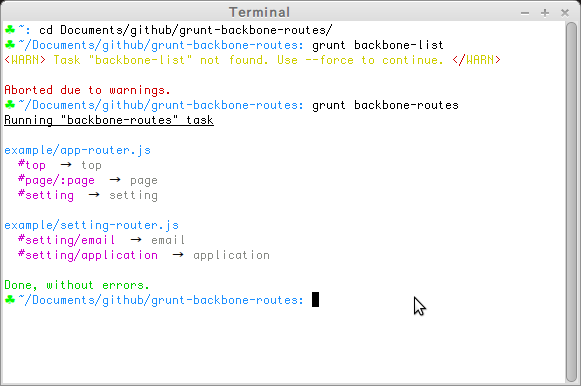 Terminal
♣ ~: cd Documents/github/grunt-backbone-routes/
♣ ~/Documents/github/grunt-backbone-routes: grunt backbone-list
<WARN> Task "backbone-list" not found. Use --force to continue. </WARN>
Aborted due to warnings.
♣ ~/Documents/github/grunt-backbone-routes: grunt backbone-routes
Running "backbone-routes" task
example/app-router.js
#top → top
#page/:page → page
#setting → setting
example/setting-router.js
#setting/email → email
#setting/application → application
Done, without errors.
♣ ~/Documents/github/grunt-backbone-routes: